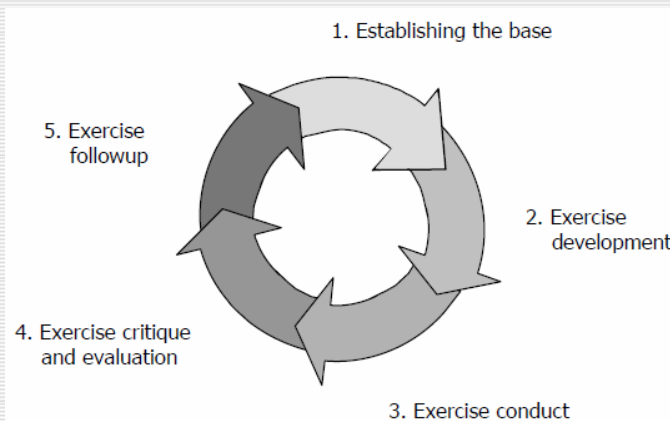 1. Establishing the base
2. Exercise
development
3. Exercise conduct
4. Exercise critique
and evaluation
5. Exercise
followup